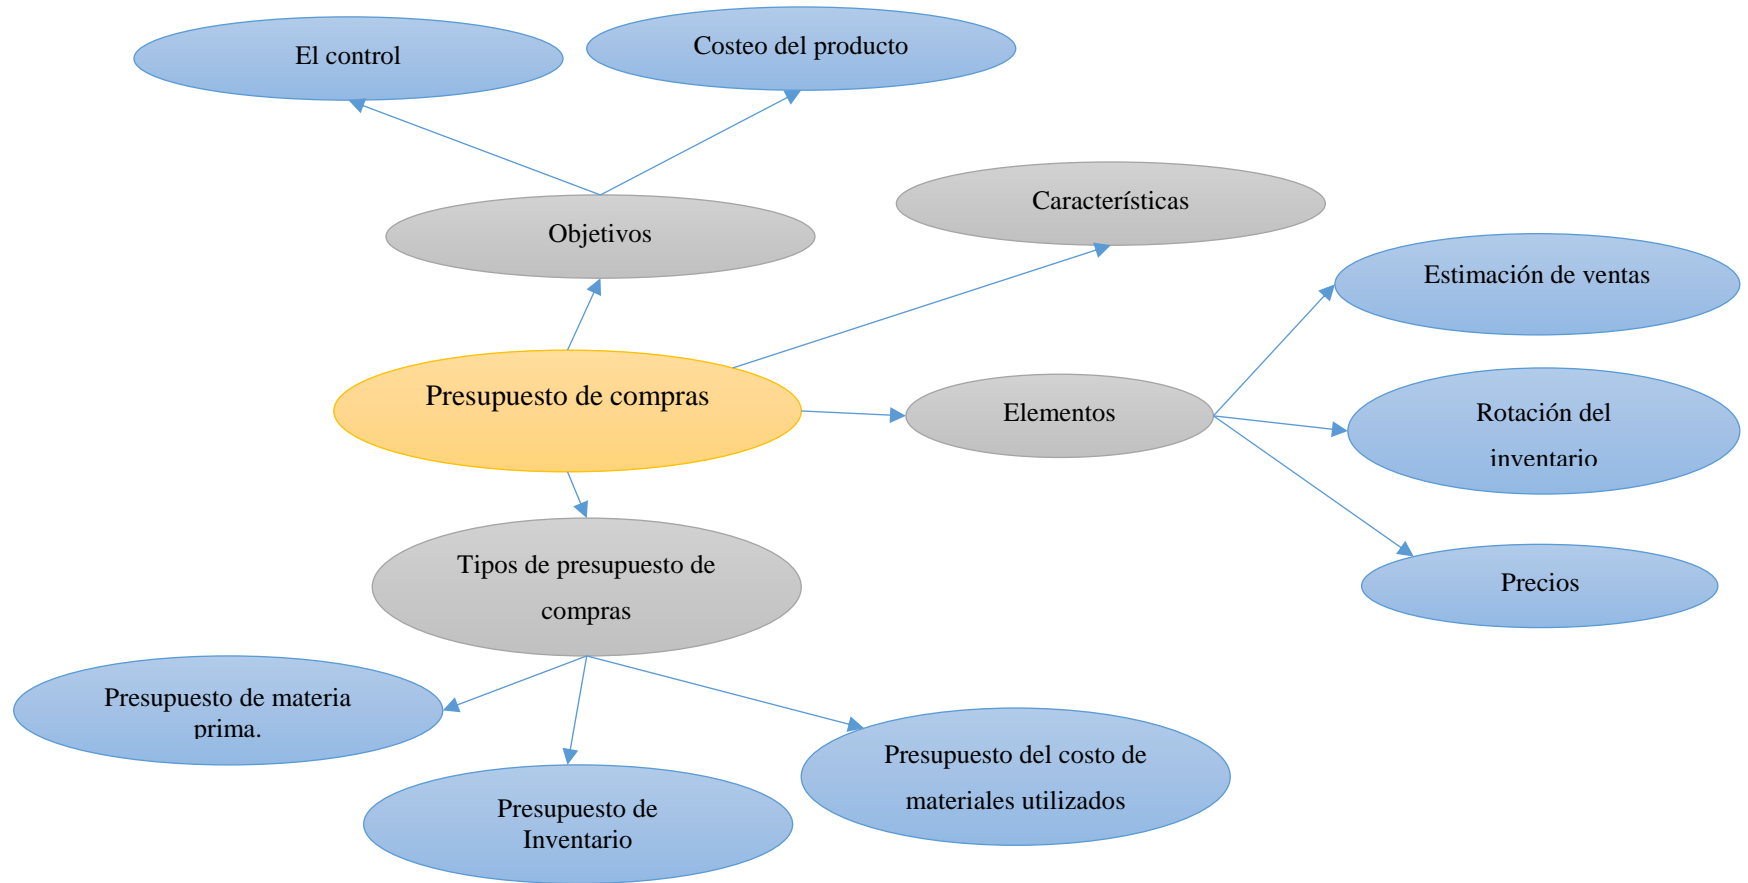 El control
Costeo del producto
Objetivos
Características
Estimación de ventas
Presupuesto de compras
Elementos
Rotación del
inventario
Tipos de presupuesto de
compras
Precios
Presupuesto de materia
prima.
Presupuesto del costo de
materiales utilizados
Presupuesto de
Inventario